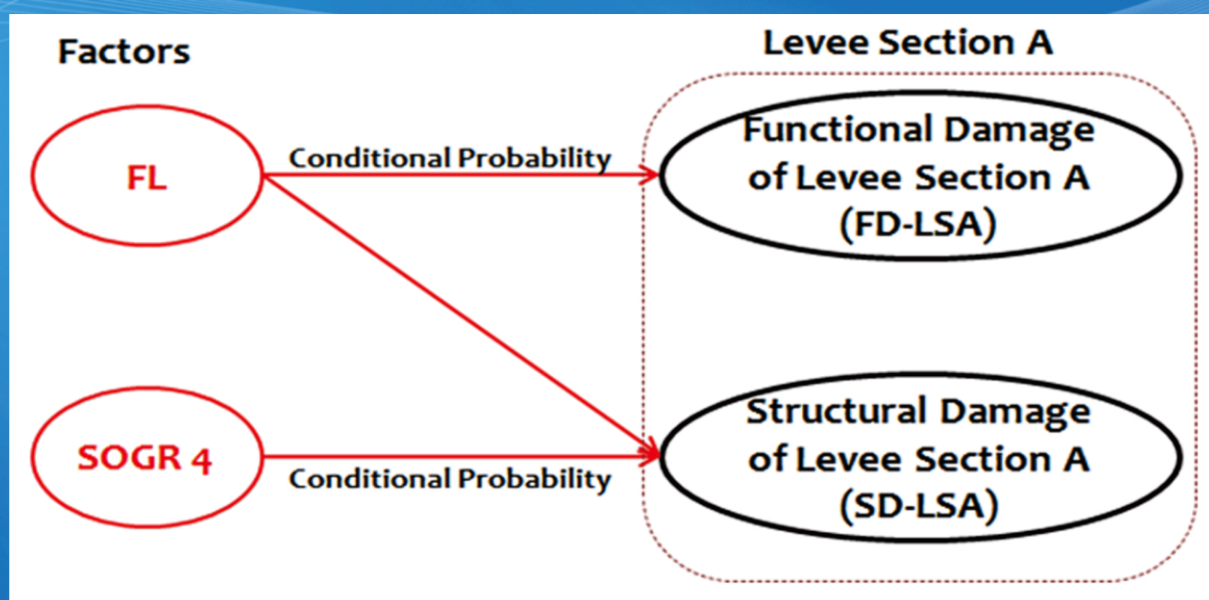 Factors
Levee Section A
FL
Conditional Probability
Functional Damage
of Levee Section A
(FD-LSA)
SOGR 4
Conditional Probability
Structural Damage
of Levee Section A
(SD-LSA)